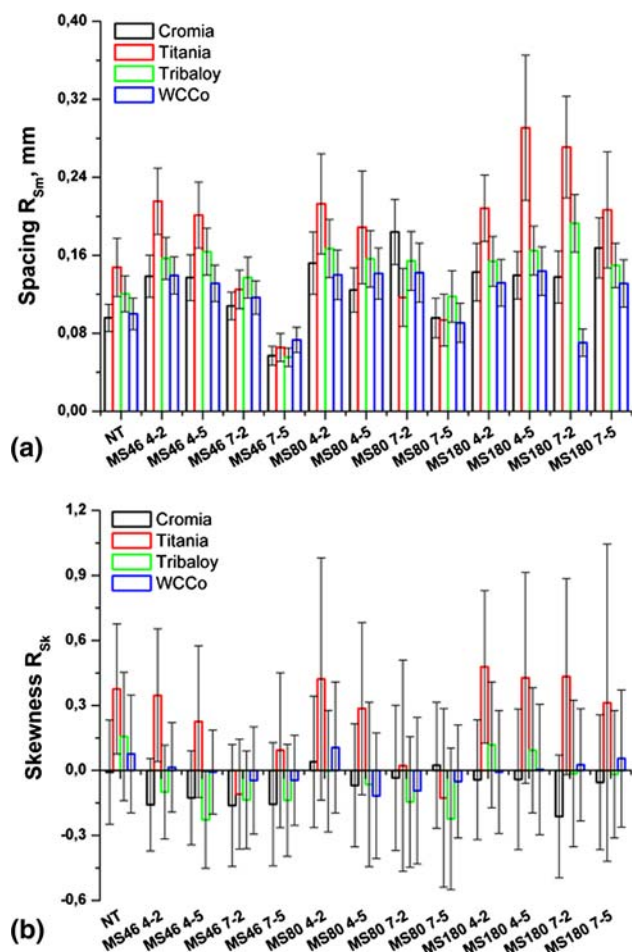 0,40
0,32
0,24
0,16
0,08
0,00
Spacing R_Sm, mm
Cromia
Titania
Tribaloy
WCCo
NT
MS46 4-2
MS46 4-5
MS46 7-2
MS46 7-5
MS80 4-2
MS80 4-5
MS80 7-2
MS80 7-5
MS180 4-2
MS180 4-5
MS180 7-2
MS180 7-5
(a)
1,2
0,9
0,6
0,3
0,0
-0,3
-0,6
Skewness R_Sk
Cromia
Titania
Tribaloy
WCCo
NT
MS46 4-2
MS46 4-5
MS46 7-2
MS46 7-5
MS80 4-2
MS80 4-5
MS80 7-2
MS80 7-5
MS180 4-2
MS180 4-5
MS180 7-2
MS180 7-5
(b)